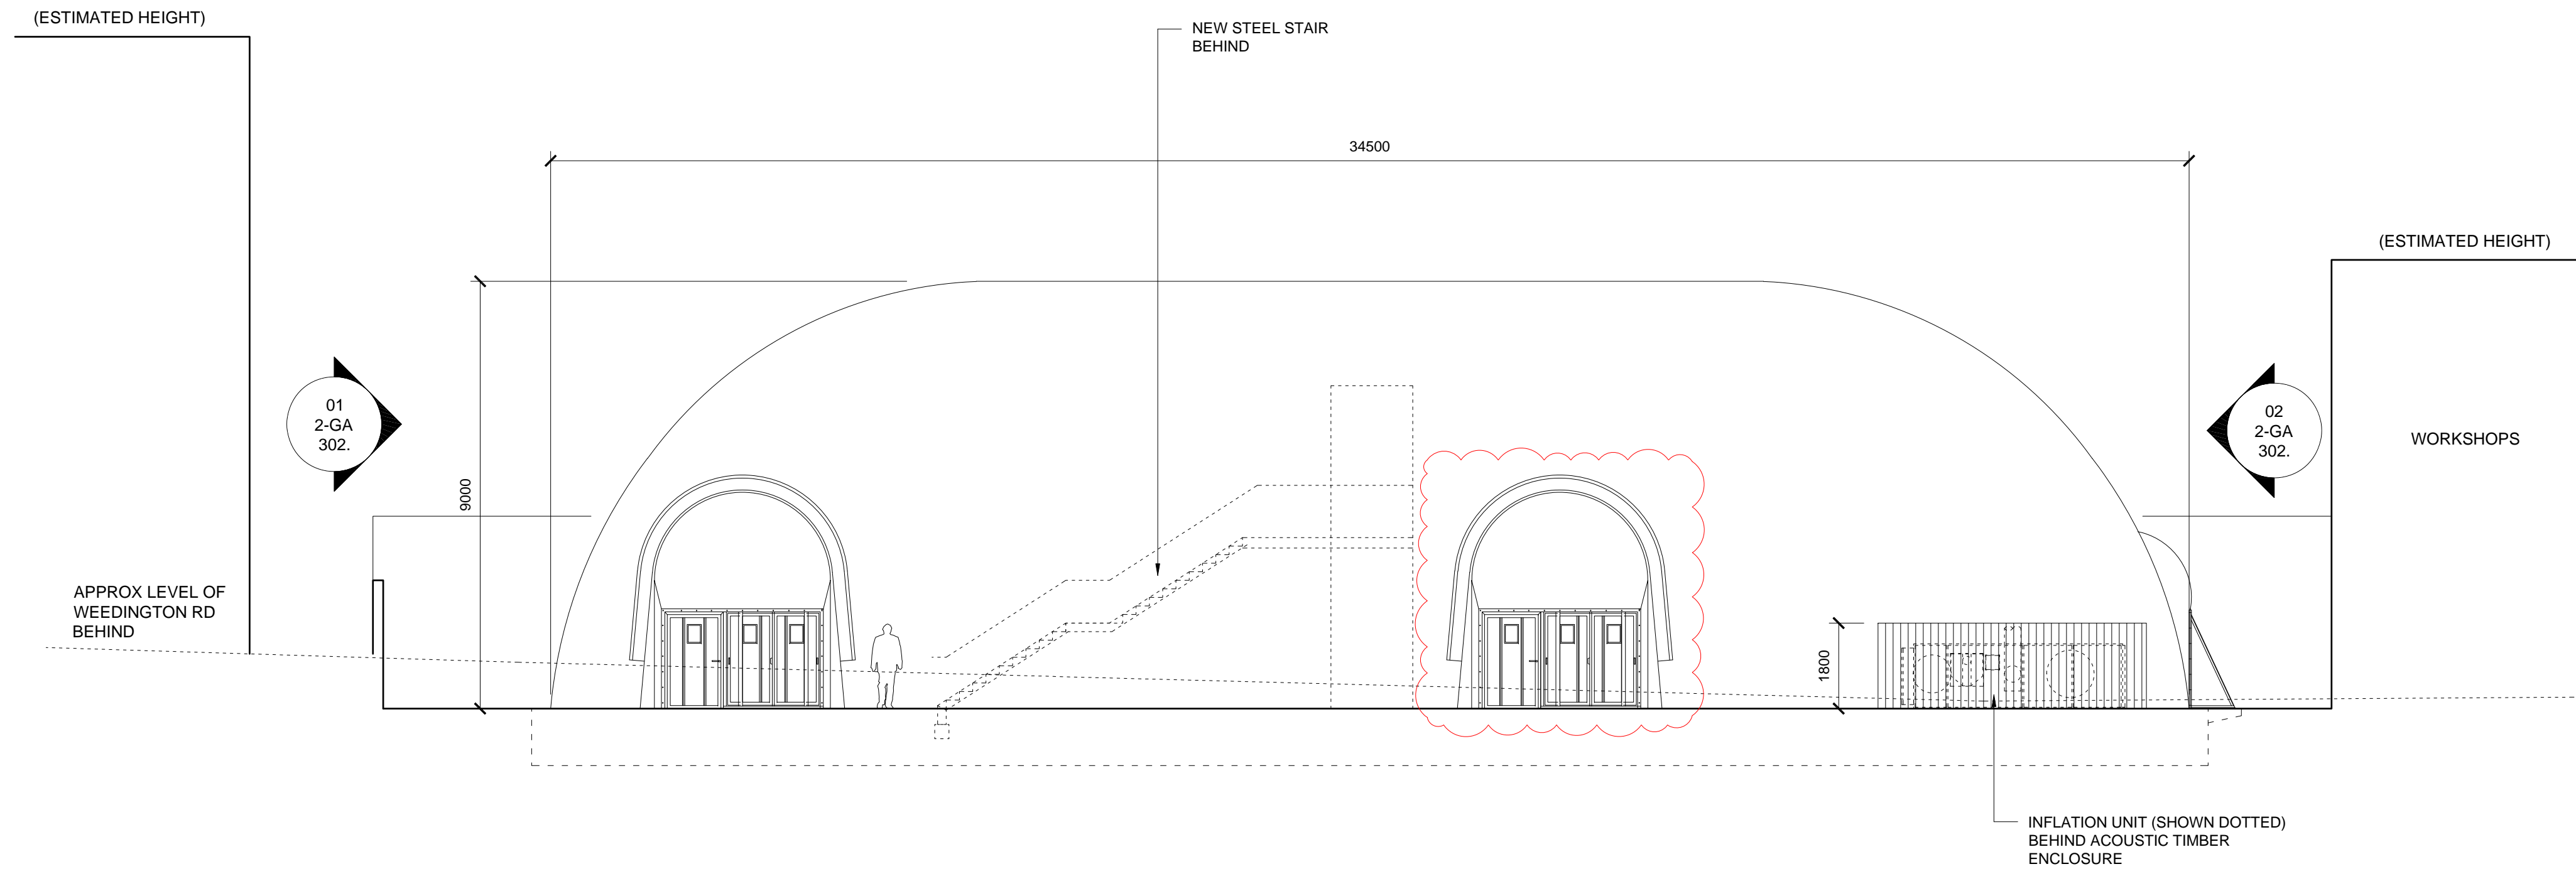 (ESTIMATED HEIGHT)
NEW STEEL STAIR
BEHIND
34500
(ESTIMATED HEIGHT)
01
2-GA
302.
02
2-GA
302.
WORKSHOPS
9000
APPROX LEVEL OF
WEEDINGTON RD
BEHIND
1800
INFLATION UNIT (SHOWN DOTTED)
BEHIND ACOUSTIC TIMBER
ENCLOSURE